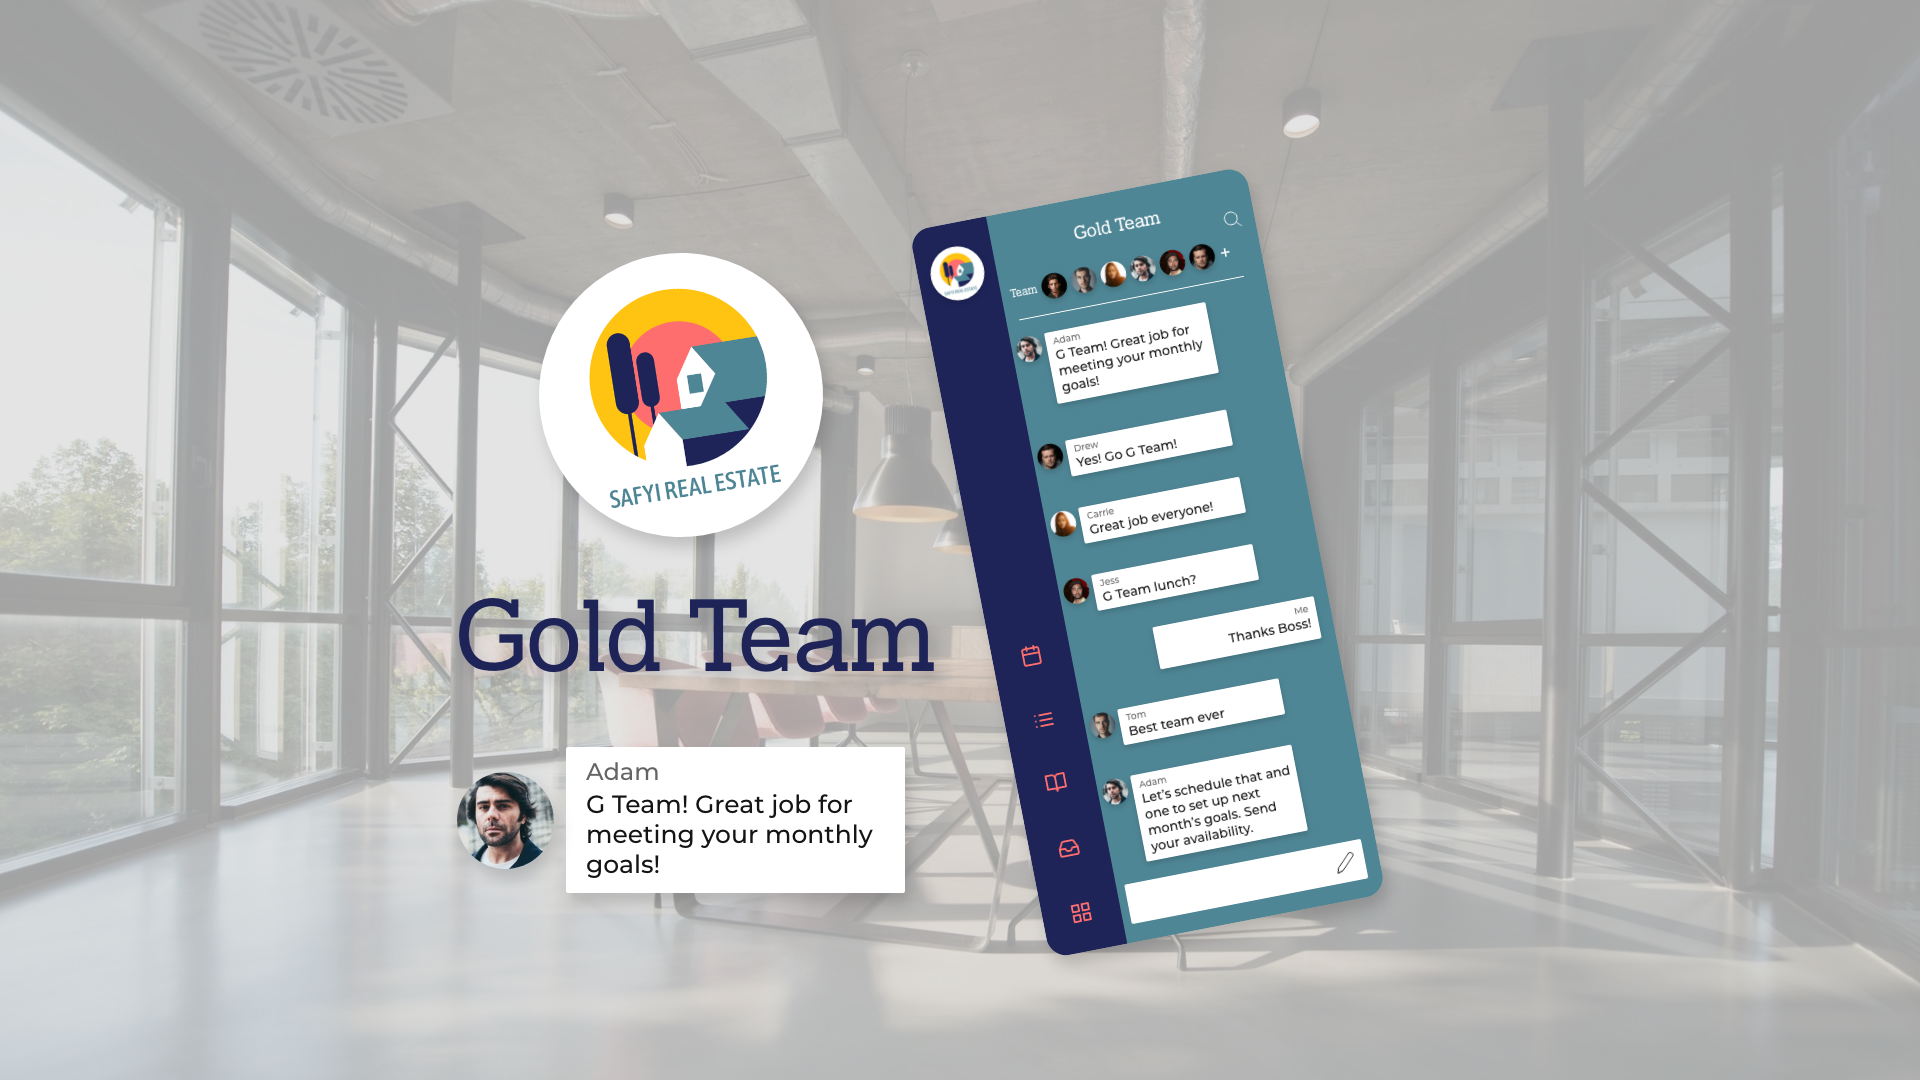 SAFYI REAL ESTATE
Gold Team
Adam
G Team! Great job for
meeting your monthly
goals!
Gold Team
Team
+
Adam
G Team! Great job for
meeting your monthly
goals!
Drew
Yes! Go G Team!
Carrie
Great job everyone!
Jess
G Team lunch?
Me
Thanks Boss!
Tom
Best team ever
Adam
Let's schedule that and
one to set up next
month's goals. Send
your availability.